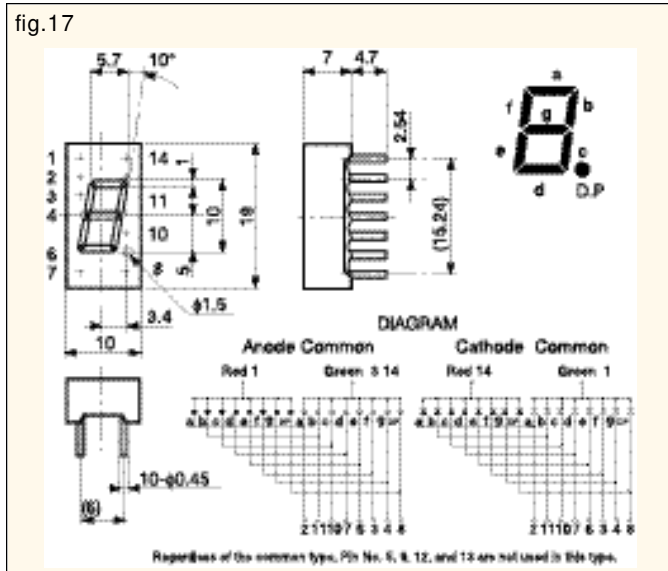 fig.17
5.7 10°
7 4.7
2.54
a
f g b
e c
d D.P
1 14 1
2
3 11
4 10 18 (15.24)
10
6 5
7 8
φ1.5
3.4
10
DIAGRAM
Anode Common Cathode Common
Red 1 Green 3 14 Red 14 Green 1
a b c d e f g a b c d e f g a b c d e f g a b c d e f g
10-φ0.45
(6)
2 11 10 7 6 3 4 8 2 11 10 7 6 3 4 8
Regardless of the common type, Pin No. 5, 9, 12, and 13 are not used in this type.